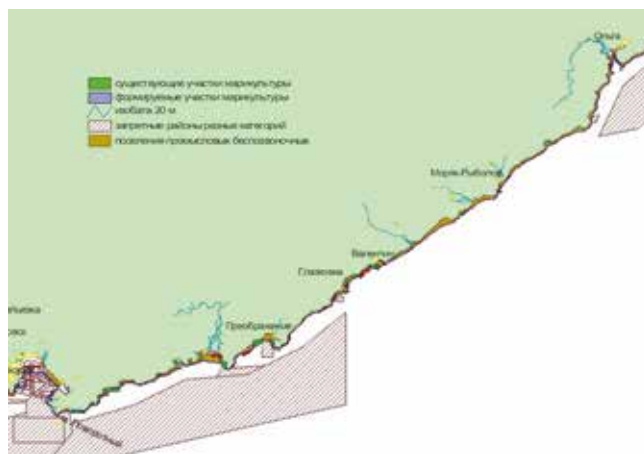 Ольга
существующие участки марикультуры
формируемые участки марикультуры
изобата 20 м
запретные районы разных категорий
поселения промысловых беспозвоночных
Моряк-Рыболов
Валентин
Глазковка
Преображение